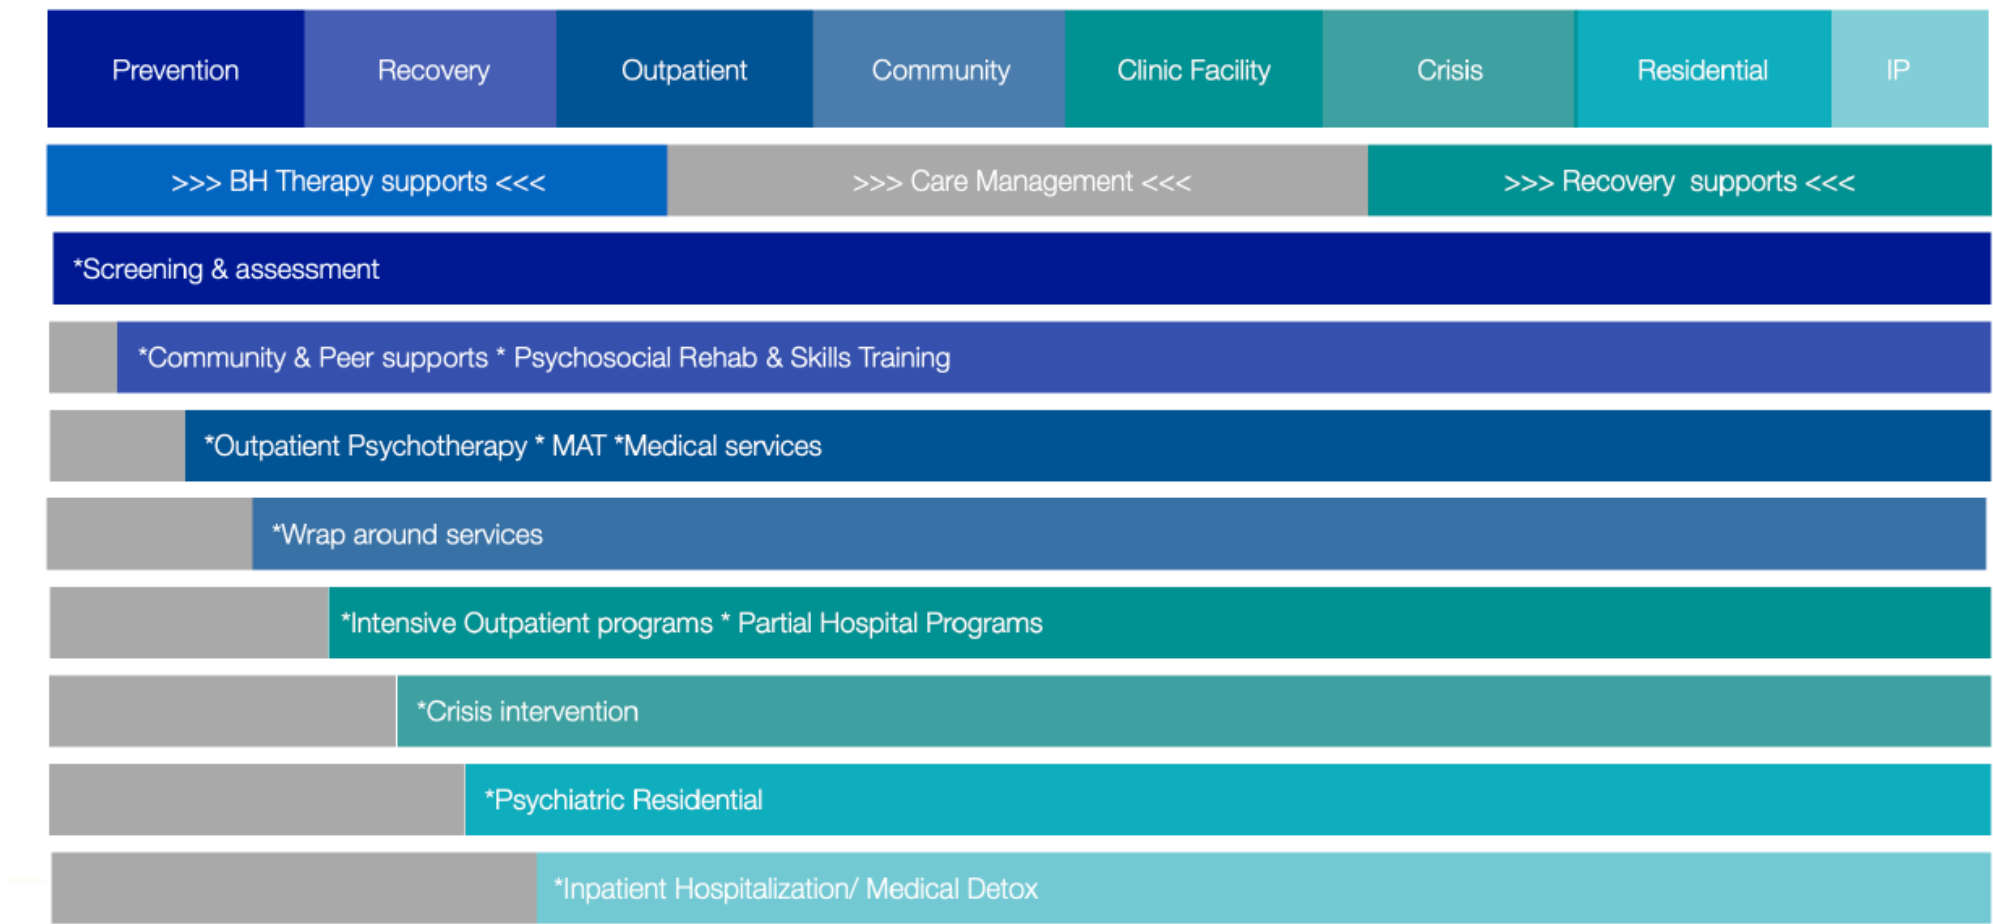 Prevention
Recovery
Outpatient
Community
Clinic Facility
Crisis
Residential
IP
>>> BH Therapy supports <<<
>>> Care Management <<<
>>> Recovery  supports <<<
*Screening & assessment
*Community & Peer supports * Psychosocial Rehab & Skills Training
*Outpatient Psychotherapy * MAT *Medical services
*Wrap around services
*Intensive Outpatient programs * Partial Hospital Programs
*Crisis intervention
*Psychiatric Residential
*Inpatient Hospitalization/ Medical Detox